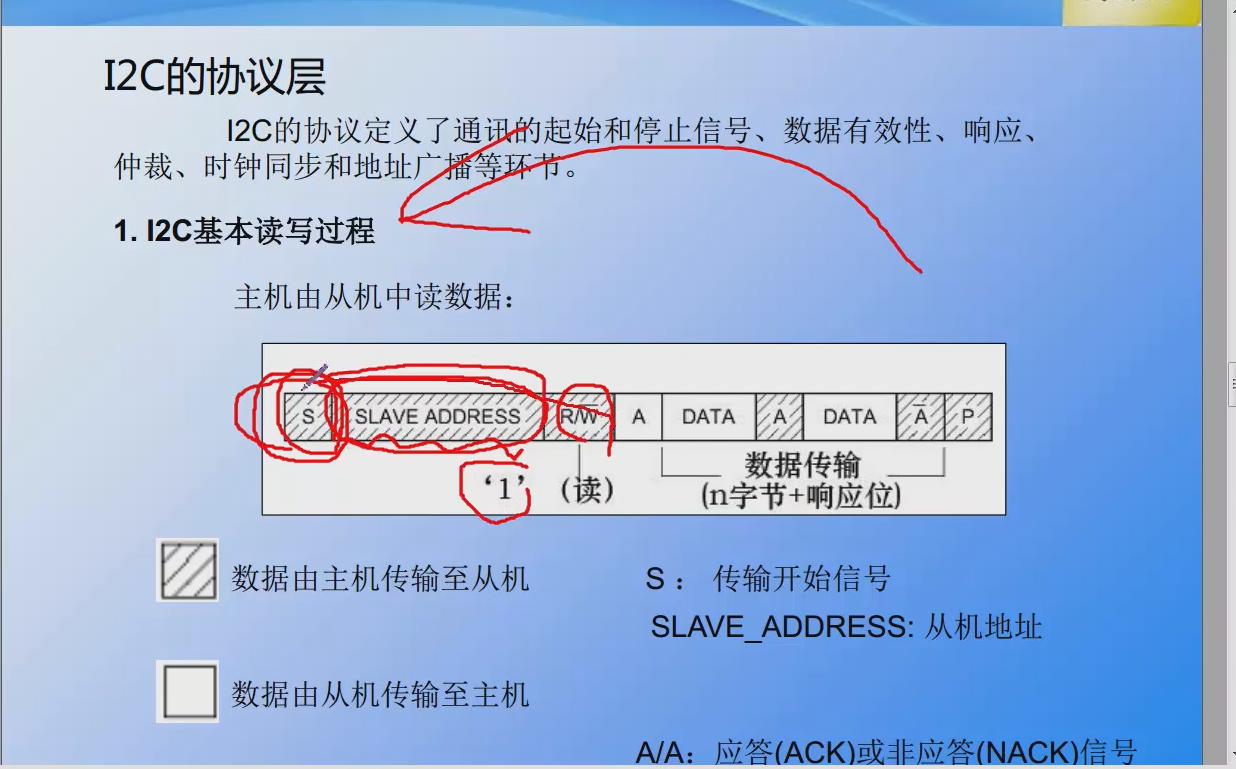 I2C的协议层
I2C的协议定义了通讯的起始和停止信号、数据有效性、响应、
仲裁、时钟同步和地址广播等环节。
1. I2C基本读写过程
主机由从机中读数据：
S SLAVE ADDRESS R/W̅ A DATA A DATA A̅ P
‘1’ （读） 数据传输
(n字节+响应位)
数据由主机传输至从机
S ： 传输开始信号
SLAVE_ADDRESS: 从机地址
数据由从机传输至主机
A/A： 应答(ACK)或非应答(NACK)信号